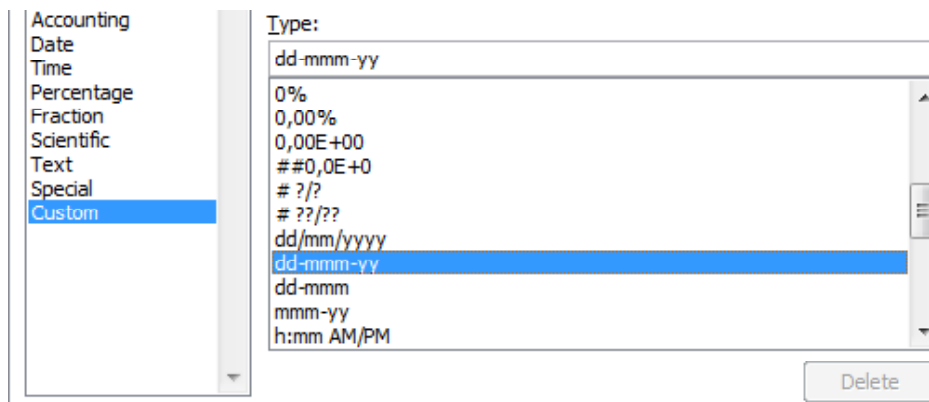 Accounting
Date
Time
Percentage
Fraction
Scientific
Text
Special
Custom
Type:
dd-mmm-yy
0%
0,00%
0,00E+00
##0,0E+0
# ?/?
# ??/??
dd/mm/yyyy
dd-mmm-yy
dd-mmm
mmm-yy
h:mm AM/PM
Delete